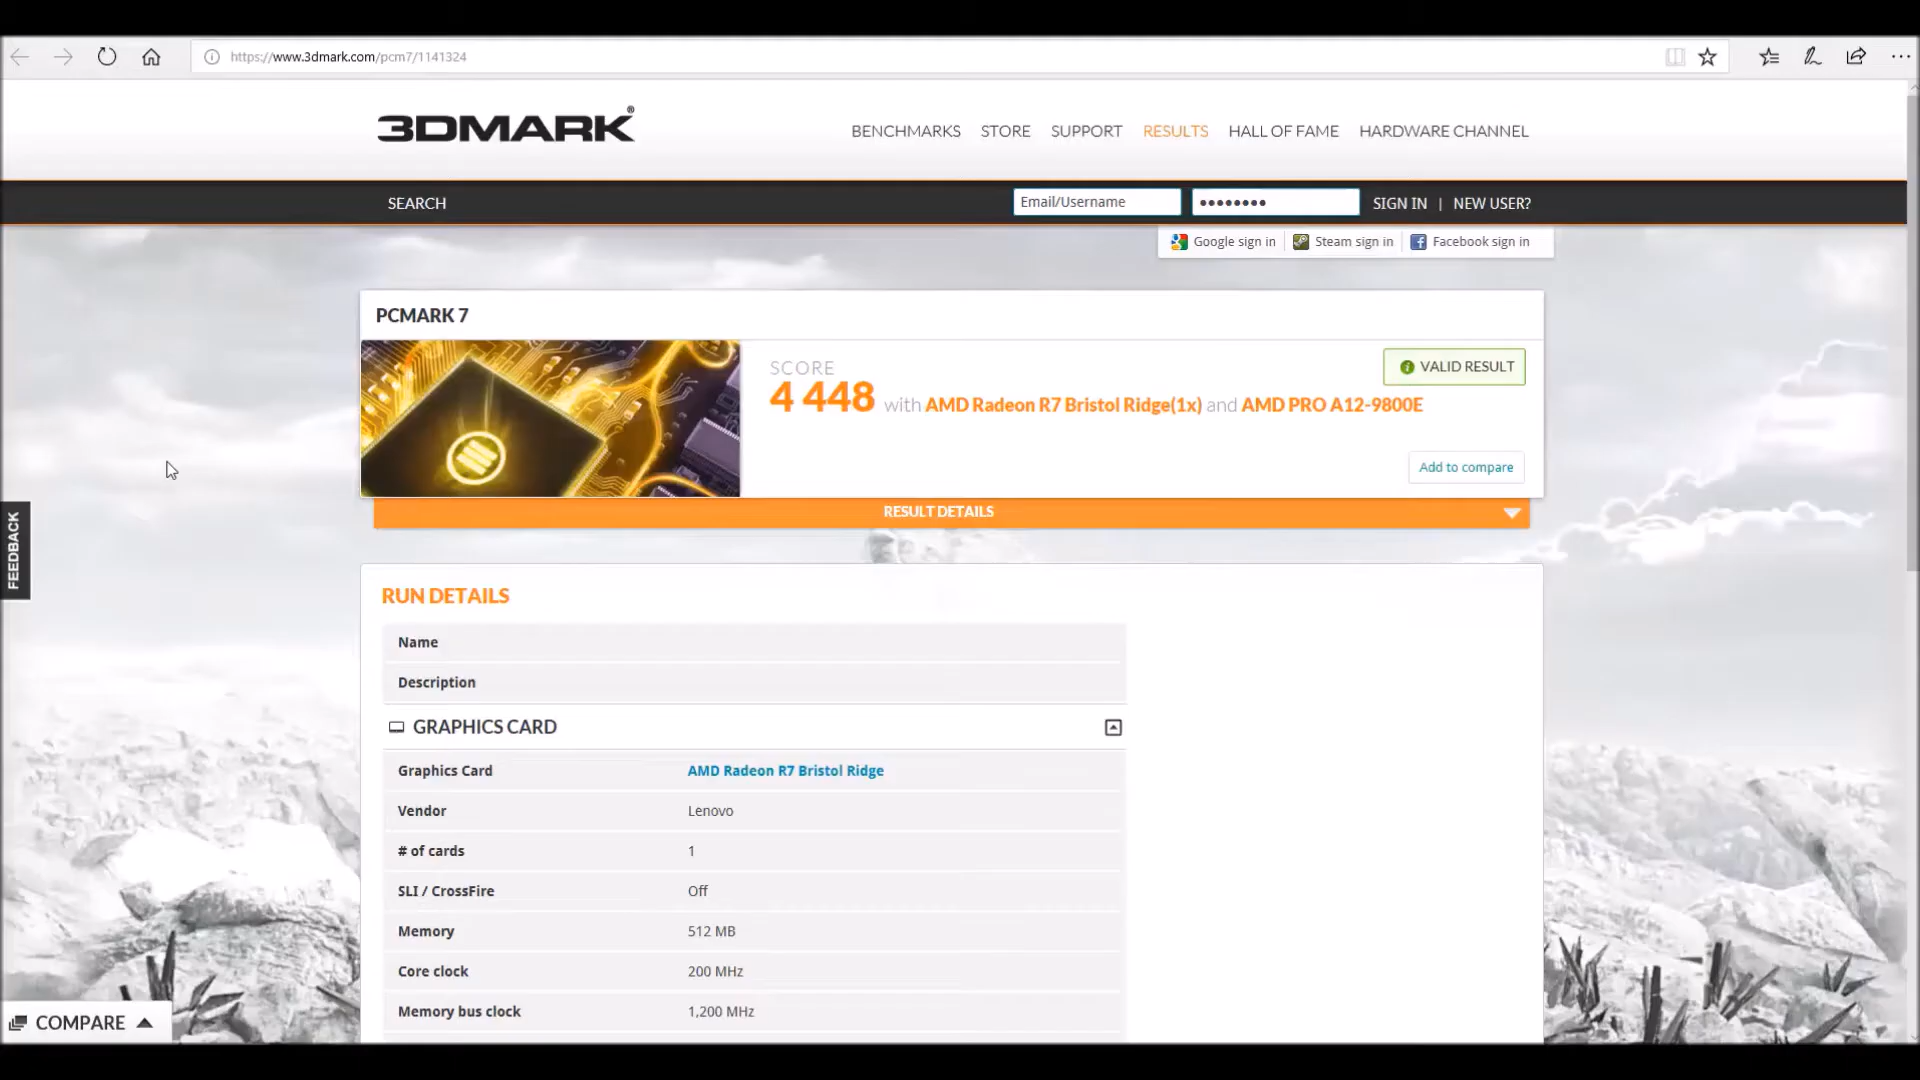 https://www.3dmark.com/pcm7/1141324
3DMARK®
BENCHMARKS STORE SUPPORT RESULTS HALL OF FAME HARDWARE CHANNEL
SEARCH Email/Username •••••••• SIGN IN | NEW USER?
Google sign in Steam sign in Facebook sign in
PCMARK 7
SCORE
VALID RESULT
4 448 with AMD Radeon R7 Bristol Ridge(1x) and AMD PRO A12-9800E
Add to compare
RESULT DETAILS
FEEDBACK
RUN DETAILS
Name
Description
GRAPHICS CARD
Graphics Card AMD Radeon R7 Bristol Ridge
Vendor Lenovo
# of cards 1
SLI / CrossFire Off
Memory 512 MB
Core clock 200 MHz
Memory bus clock 1,200 MHz
COMPARE